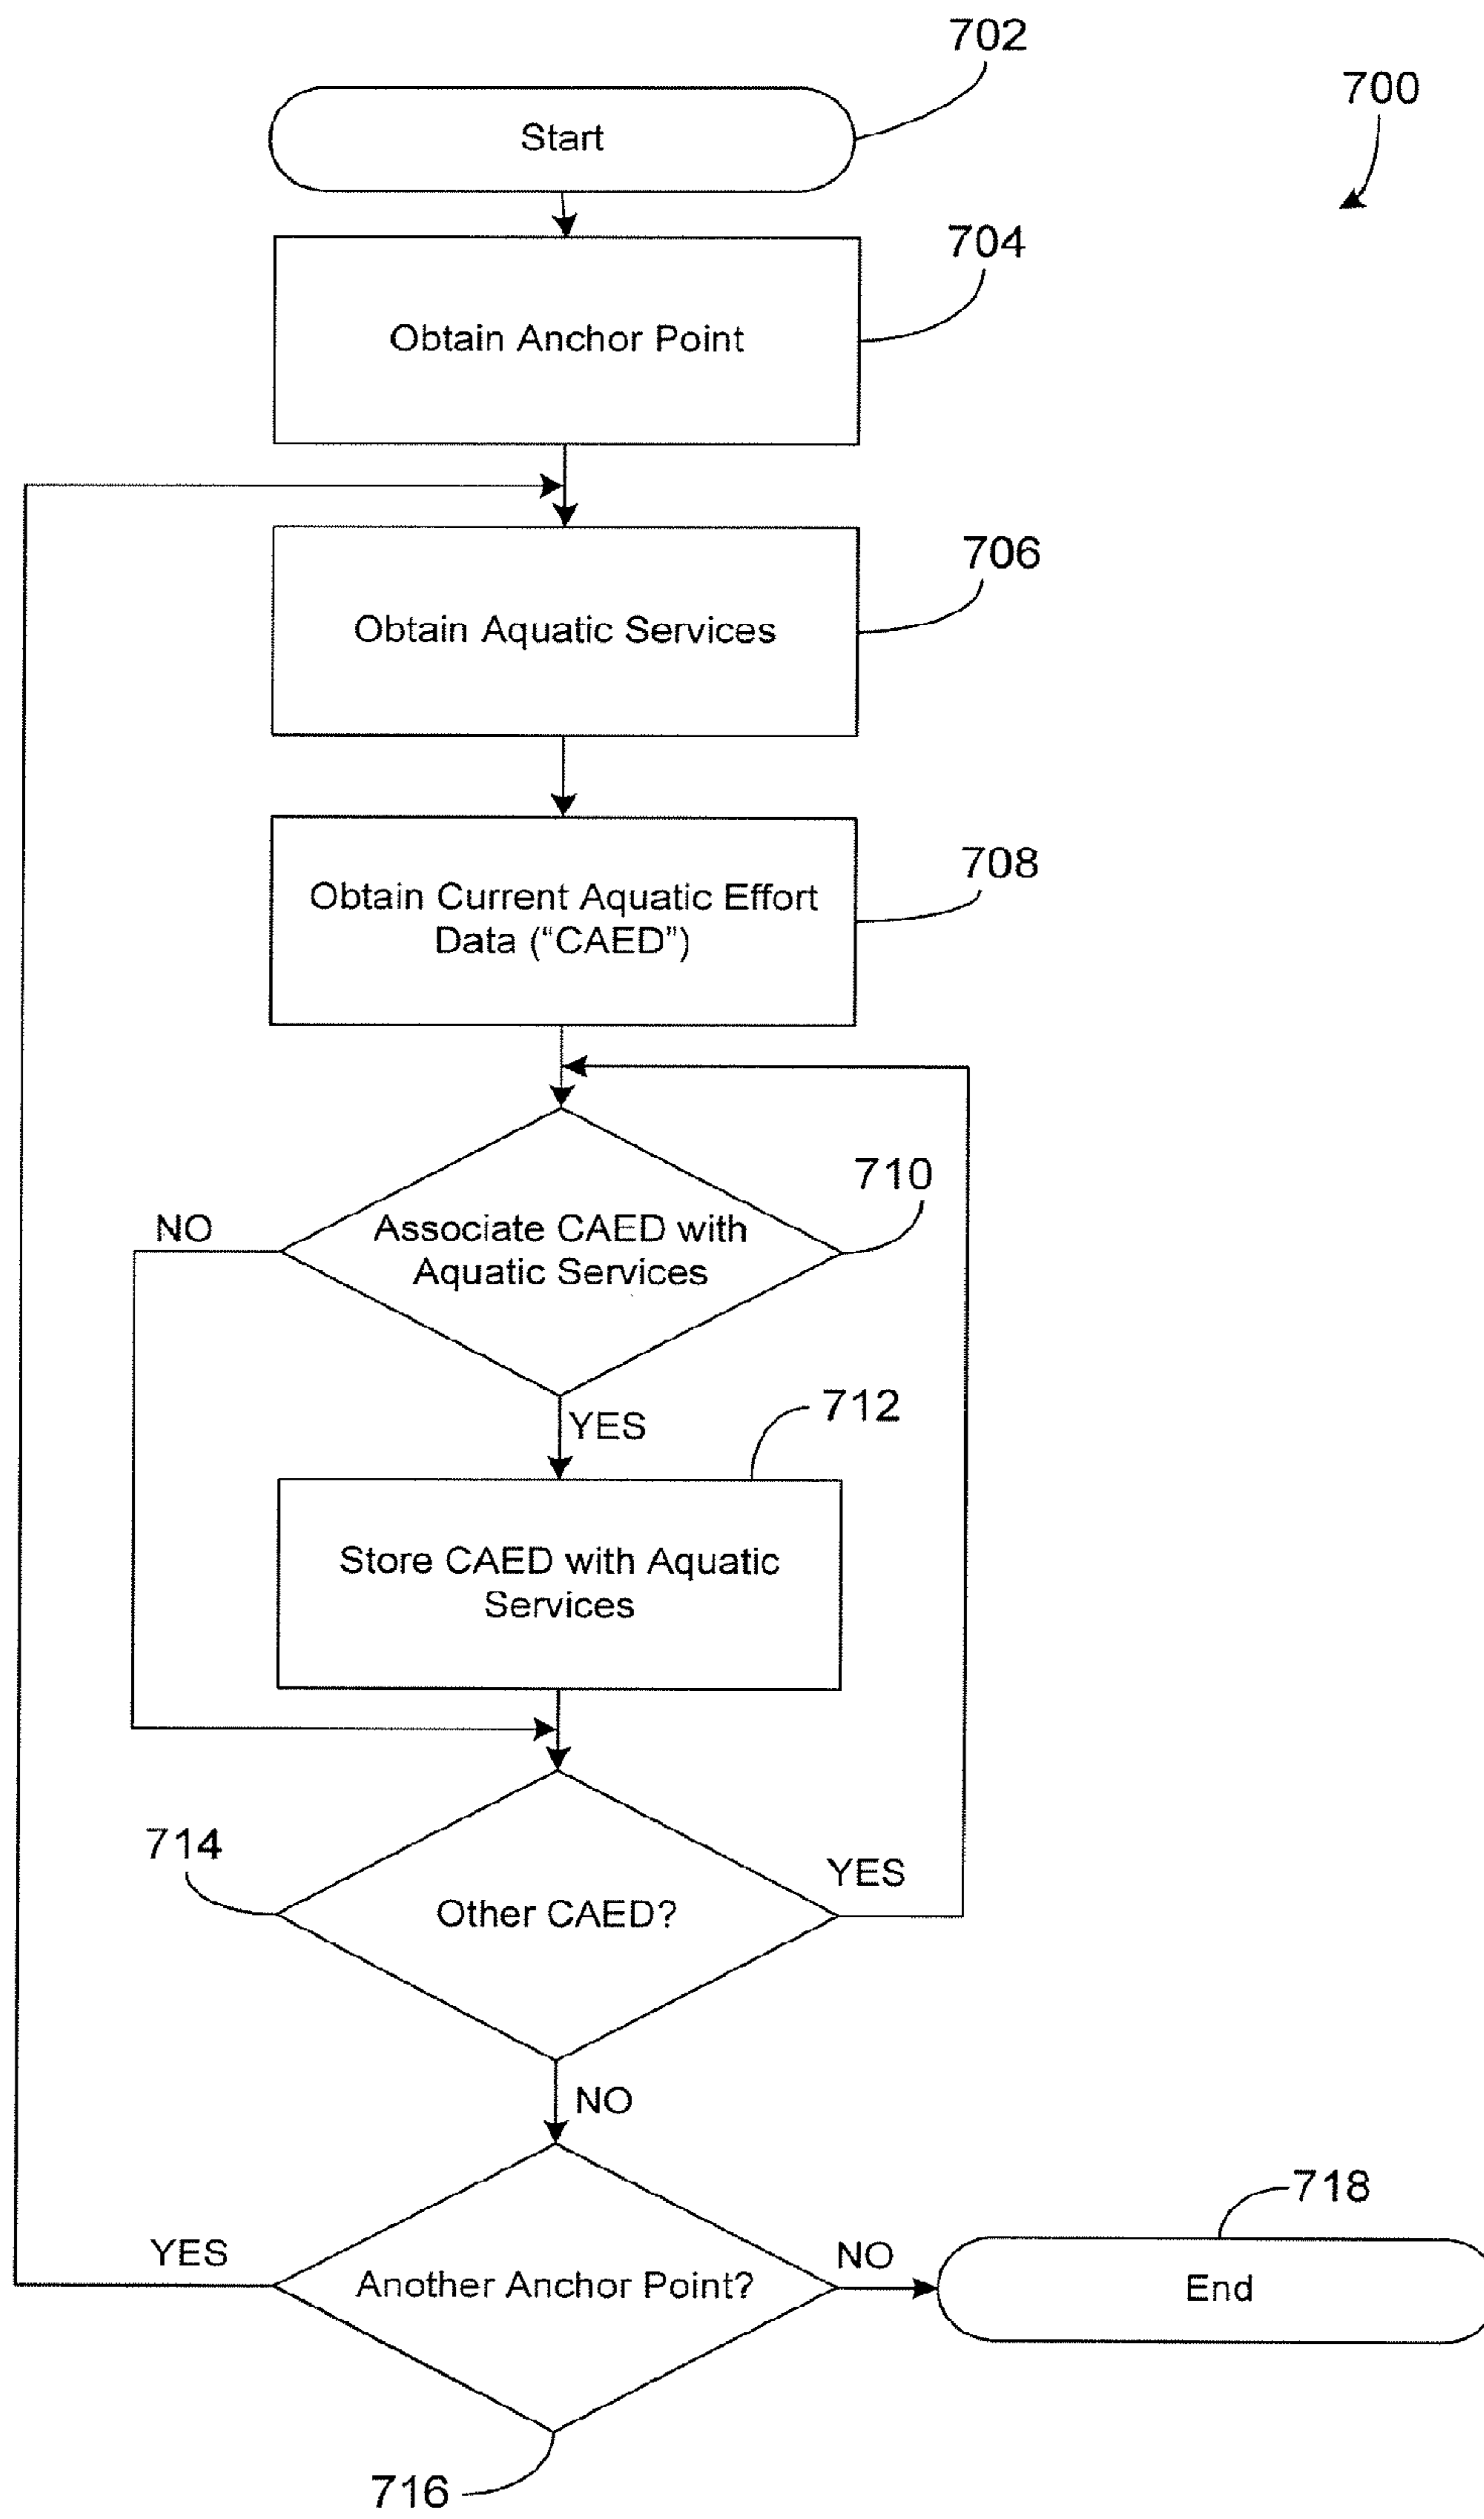 702
700
Start
704
Obtain Anchor Point
706
Obtain Aquatic Services
708
Obtain Current Aquatic Effort
Data (“CAED”)
710
NO
Associate CAED with
Aquatic Services
YES
712
Store CAED with Aquatic
Services
714
YES
Other CAED?
NO
718
YES
NO
Another Anchor Point?
End
716